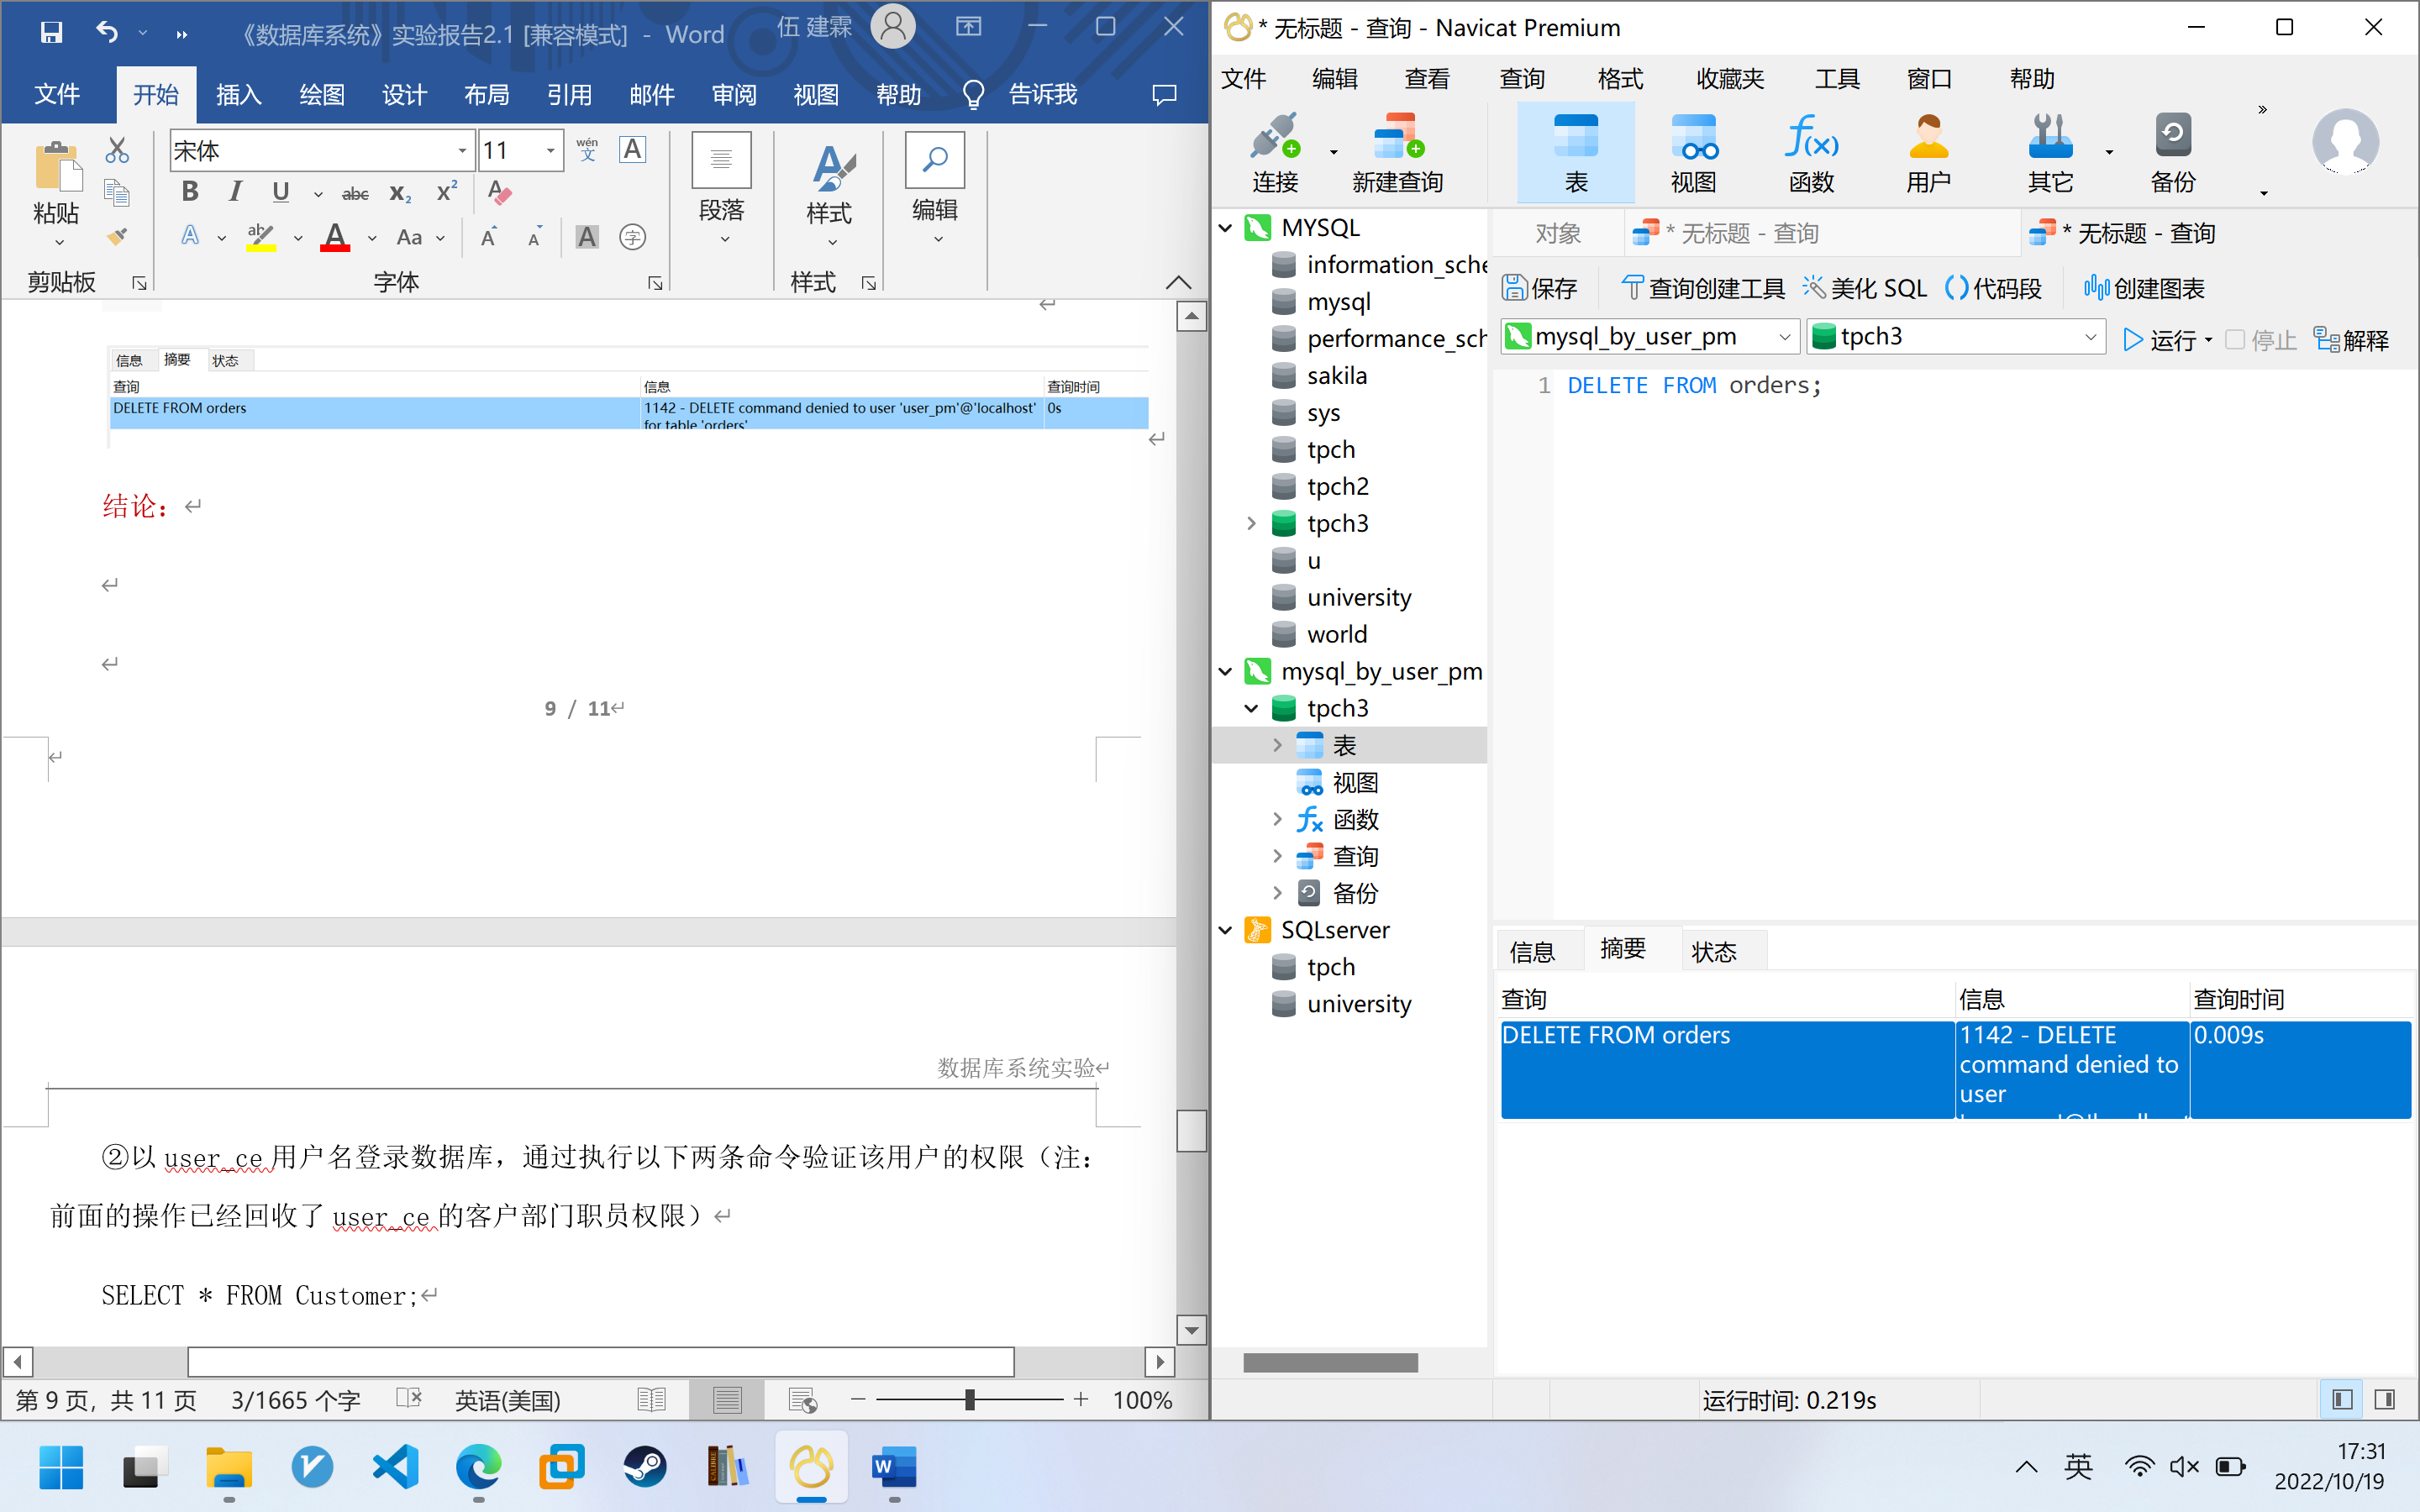 《数据库系统》实验报告2.1 [兼容模式] - Word
伍 建霖
文件 开始 插入 绘图 设计 布局 引用 邮件 审阅 视图 帮助 告诉我
粘贴
宋体 11 wén 文 A
B I U abc x₂ x² A
A ab A Aa A A A 字
段落 样式 编辑
剪贴板 字体 样式
信息 摘要 状态
查询 信息 查询时间
DELETE FROM orders 1142 - DELETE command denied to user 'user_pm'@'localhost' 0s
for table 'orders'
结论：
9 / 11
数据库系统实验
②以 user_ce 用户名登录数据库，通过执行以下两条命令验证该用户的权限（注：
前面的操作已经回收了 user_ce 的客户部门职员权限）
SELECT * FROM Customer;
第 9 页，共 11 页 3/1665 个字 英语(美国) 100%
* 无标题 - 查询 - Navicat Premium
文件 编辑 查看 查询 格式 收藏夹 工具 窗口 帮助
连接 新建查询 表 视图 函数 用户 其它 备份
MYSQL
information_sche
mysql
performance_sch
sakila
sys
tpch
tpch2
tpch3
u
university
world
mysql_by_user_pm
tpch3
表
视图
函数
查询
备份
SQLserver
tpch
university
对象 * 无标题 - 查询 * 无标题 - 查询
保存 查询创建工具 美化 SQL 代码段 创建图表
mysql_by_user_pm tpch3 运行 停止 解释
1 DELETE FROM orders;
信息 摘要 状态
查询 信息 查询时间
DELETE FROM orders 1142 - DELETE 0.009s
command denied to
user
运行时间: 0.219s
英 17:31
2022/10/19